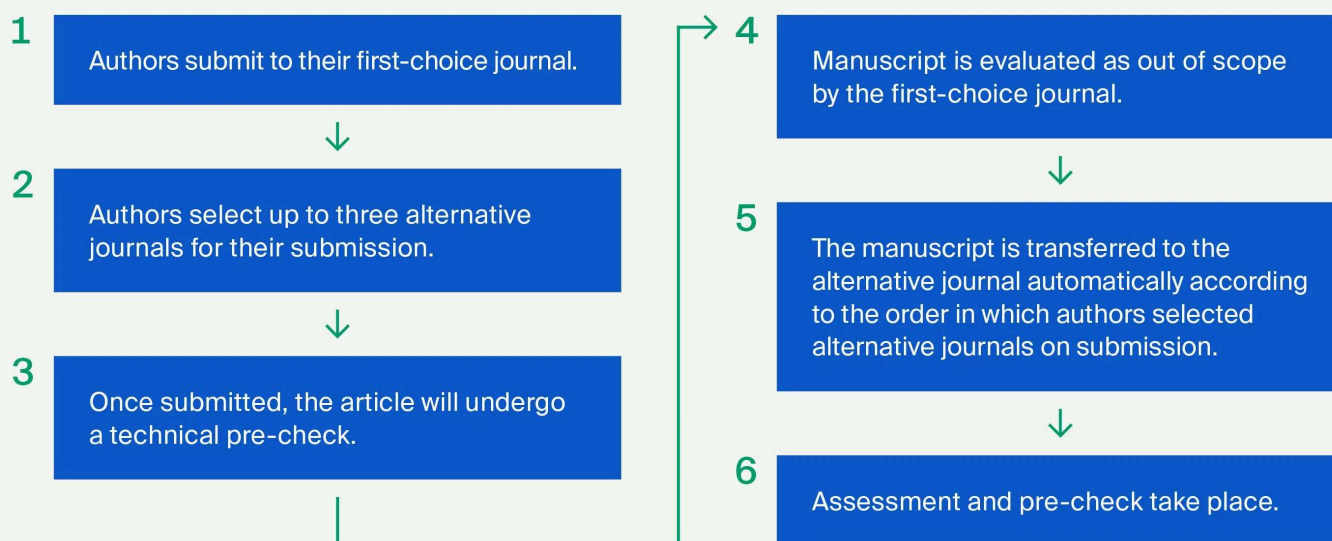 1
Authors submit to their first-choice journal.
2
Authors select up to three alternative
journals for their submission.
3
Once submitted, the article will undergo
a technical pre-check.
4
Manuscript is evaluated as out of scope
by the first-choice journal.
5
The manuscript is transferred to the
alternative journal automatically according
to the order in which authors selected
alternative journals on submission.
6
Assessment and pre-check take place.